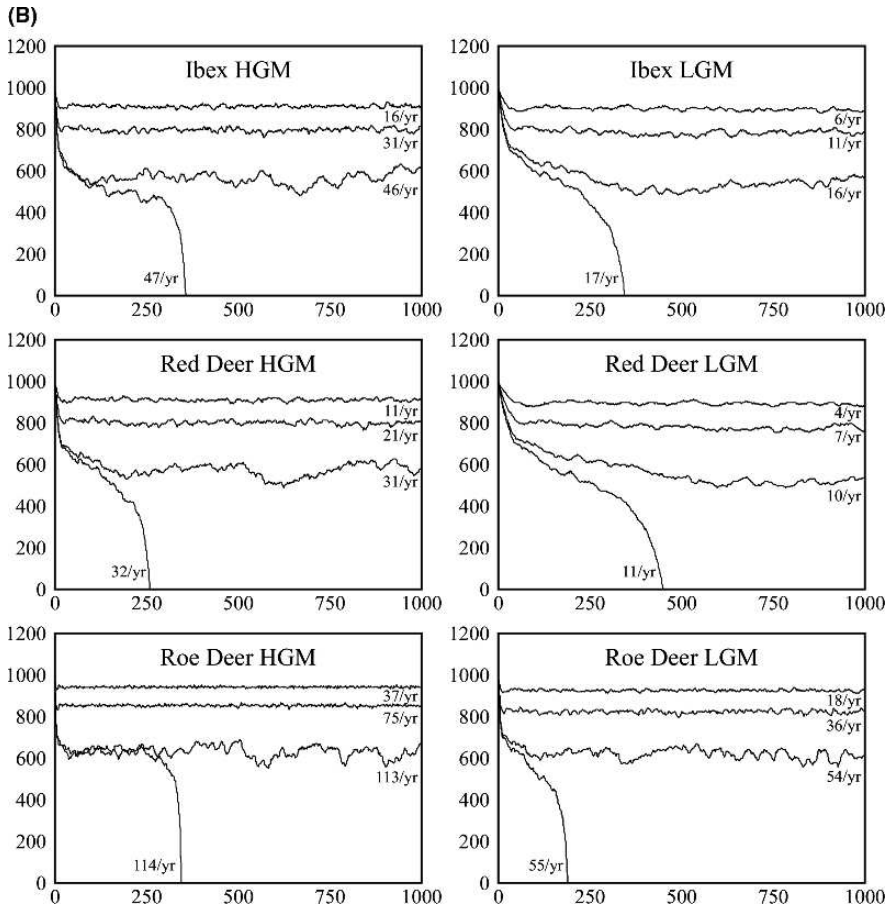 (B)
Ibex HGM
1200
1000
800
600
400
200
0
16/yr
31/yr
46/yr
47/yr
0 250 500 750 1000
Ibex LGM
1200
1000
800
600
400
200
0
6/yr
11/yr
16/yr
17/yr
0 250 500 750 1000
Red Deer HGM
1200
1000
800
600
400
200
0
11/yr
21/yr
31/yr
32/yr
0 250 500 750 1000
Red Deer LGM
1200
1000
800
600
400
200
0
4/yr
7/yr
10/yr
11/yr
0 250 500 750 1000
Roe Deer HGM
1200
1000
800
600
400
200
0
37/yr
75/yr
113/yr
114/yr
0 250 500 750 1000
Roe Deer LGM
1200
1000
800
600
400
200
0
18/yr
36/yr
54/yr
55/yr
0 250 500 750 1000